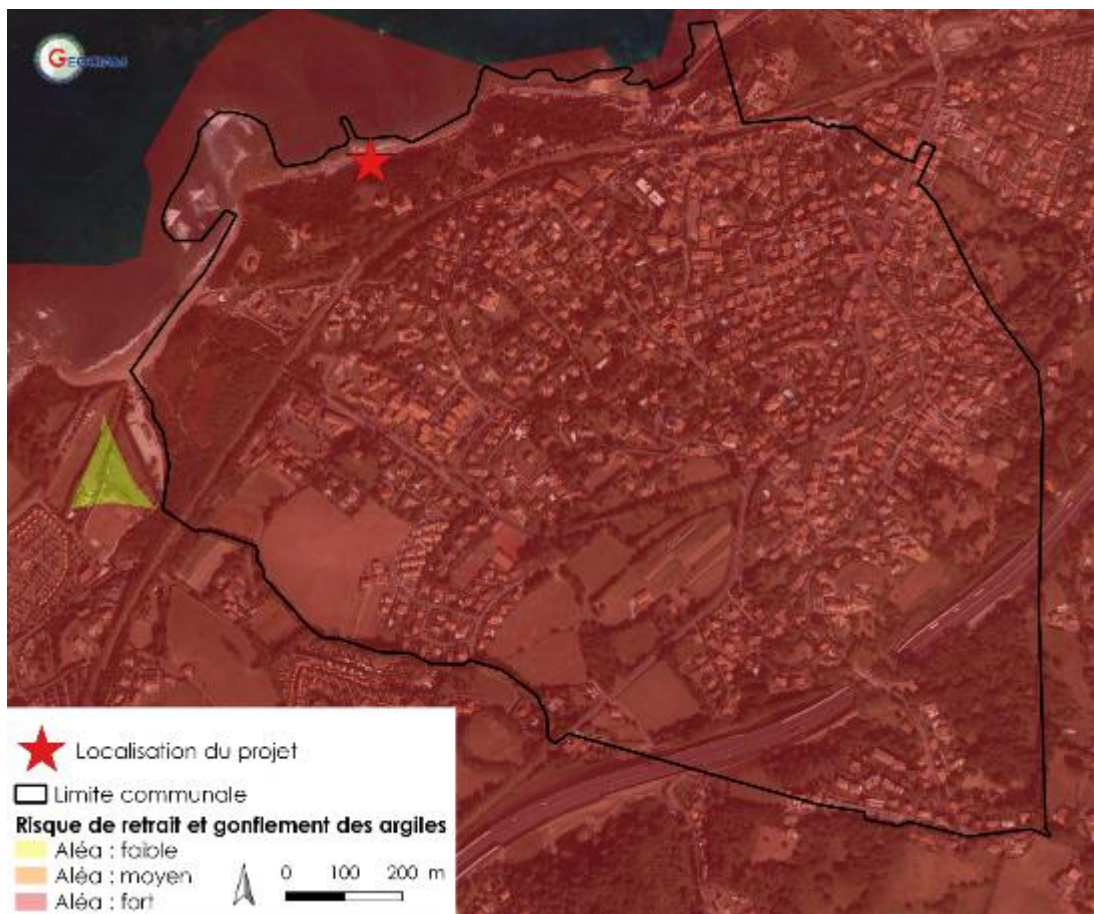 GEOCIAM
Localisation du projet
Limite communale
Risque de retrait et gonflement des argiles
Aléa : faible
Aléa : moyen
Aléa : fort
0 100 200 m